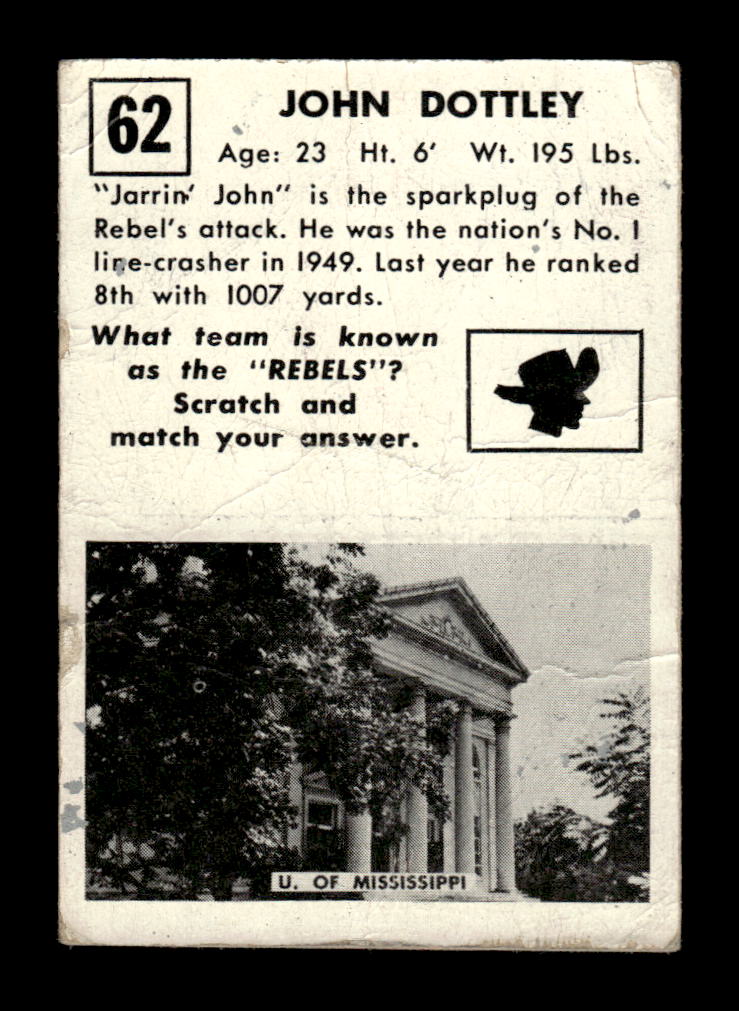 62
JOHN DOTTLEY
Age: 23 Ht. 6' Wt. 195 Lbs.
"Jarrin' John" is the sparkplug of the
Rebel's attack. He was the nation's No. 1
line-crasher in 1949. Last year he ranked
8th with 1007 yards.
What team is known
as the "REBELS"?
Scratch and
match your answer.
U. OF MISSISSIPPI